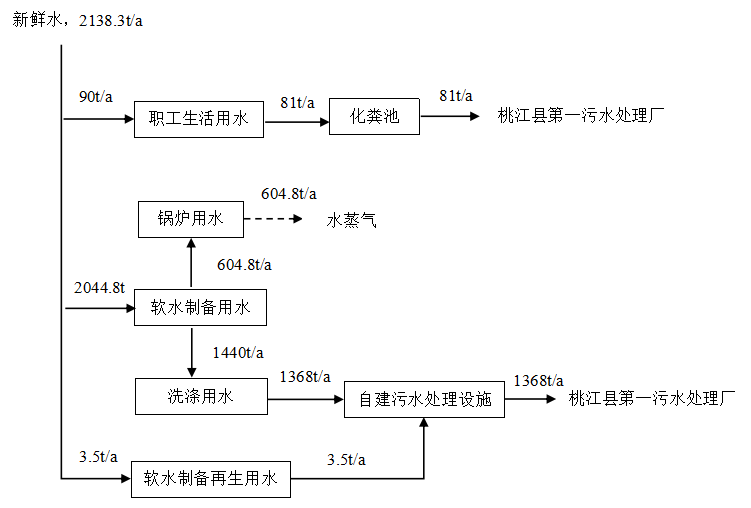 新鲜水，2138.3t/a
90t/a
职工生活用水
81t/a
化粪池
81t/a
桃江县第一污水处理厂
604.8t/a
锅炉用水
水蒸气
604.8t/a
2044.8t
软水制备用水
1440t/a
洗涤用水
1368t/a
自建污水处理设施
1368t/a
桃江县第一污水处理厂
3.5t/a
软水制备再生用水
3.5t/a